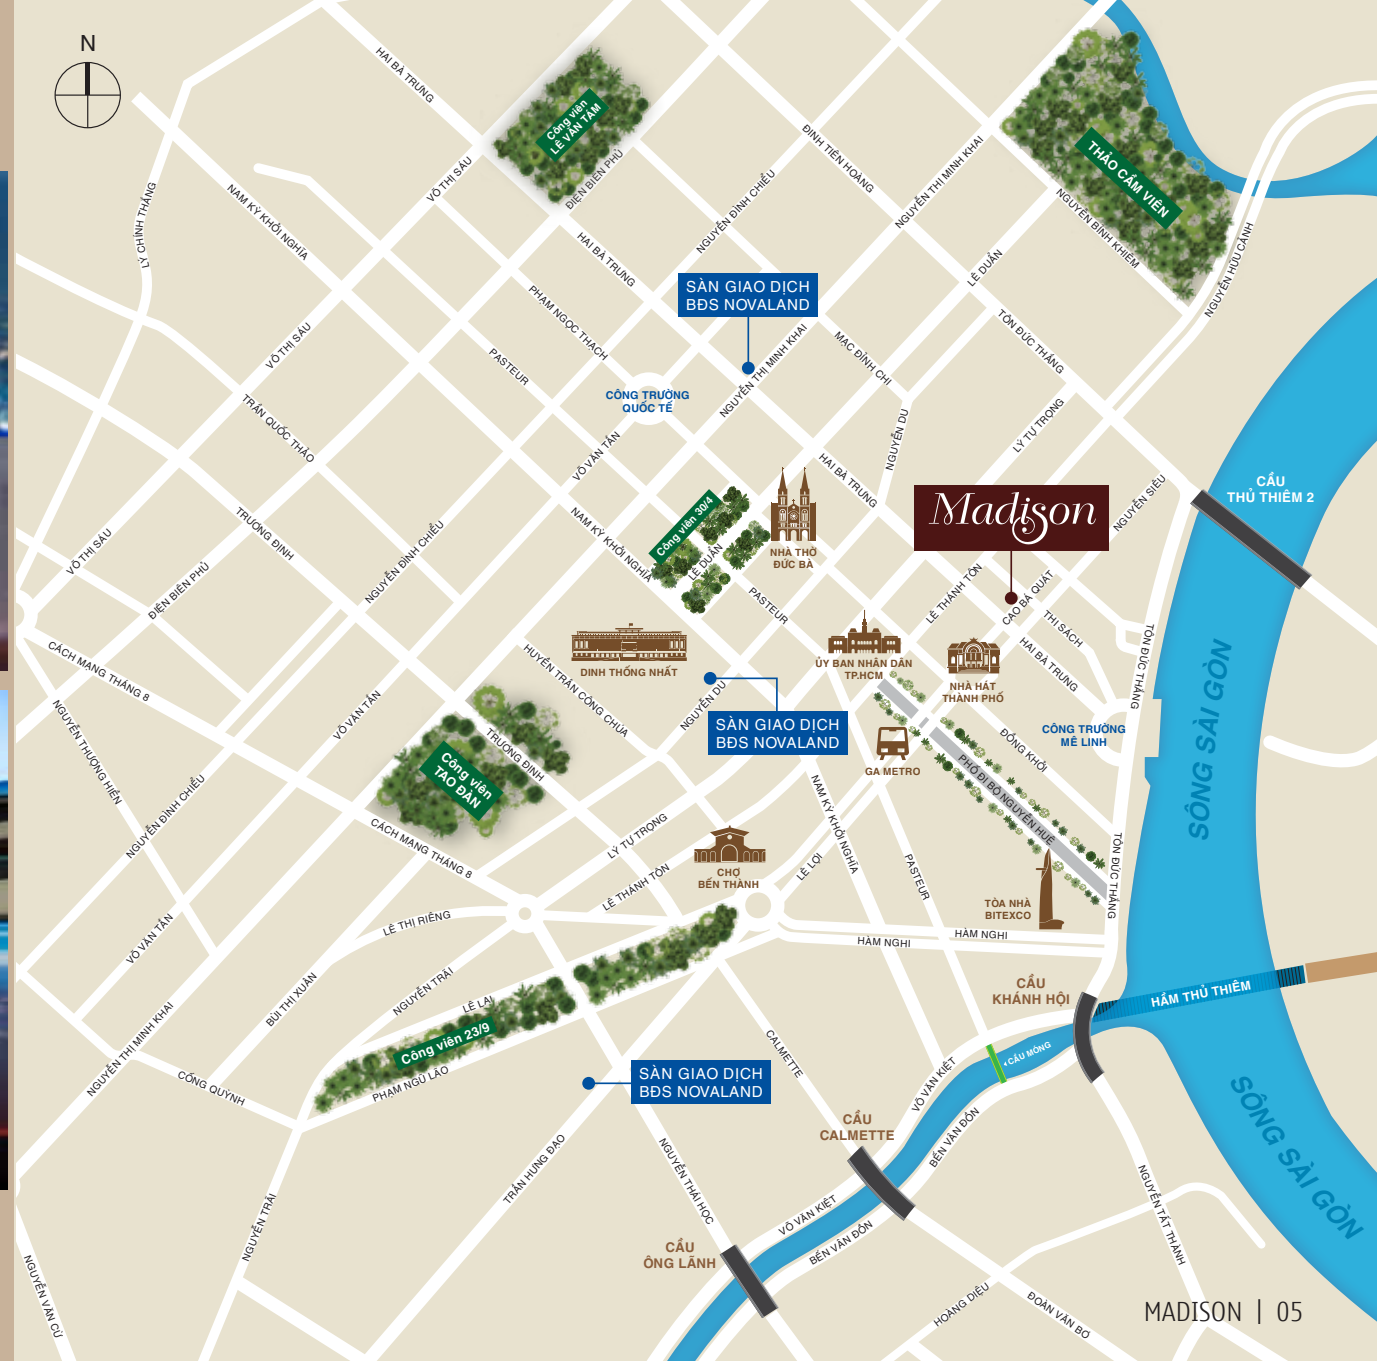 N
HAI BÀ TRƯNG
Công viên
LÊ VĂN TÁM
ĐIỆN BIÊN PHỦ
VÕ THỊ SÁU
ĐINH TIÊN HOÀNG
NGUYỄN THỊ MINH KHAI
THẢO CẦM VIÊN
NGUYỄN BỈNH KHIÊM
NGUYỄN HỮU CẢNH
LÝ CHÍNH THẮNG
NAM KỲ KHỞI NGHĨA
NGUYỄN ĐÌNH CHIỂU
HAI BÀ TRƯNG
LÊ DUẨN
SÀN GIAO DỊCH
BĐS NOVALAND
PHẠM NGỌC THẠCH
VÕ THỊ SÁU
PASTEUR
NGUYỄN THỊ MINH KHAI
MẠC ĐĨNH CHI
TÔN ĐỨC THẮNG
CÔNG TRƯỜNG
QUỐC TẾ
TRẦN QUỐC THẢO
VÕ VĂN TẦN
NGUYỄN DU
LÝ TỰ TRỌNG
HAI BÀ TRƯNG
CẦU
THỦ THIÊM 2
NGUYỄN SIÊU
Madison
TRƯƠNG ĐỊNH
NAM KỲ KHỞI NGHĨA
Công viên 30/4
LÊ DUẨN
NHÀ THỜ
ĐỨC BÀ
VÕ THỊ SÁU
ĐIỆN BIÊN PHỦ
NGUYỄN ĐÌNH CHIỂU
PASTEUR
LÊ THÁNH TÔN
CAO BÁ QUÁT
THI SÁCH
HAI BÀ TRƯNG
TÔN ĐỨC THẮNG
CÁCH MẠNG THÁNG 8
HUYỀN TRÂN CÔNG CHÚA
DINH THỐNG NHẤT
ỦY BAN NHÂN DÂN
TP.HCM
NHÀ HÁT
THÀNH PHỐ
SÔNG SÀI GÒN
NGUYỄN THƯỢNG HIỀN
VÕ VĂN TẦN
NGUYỄN DU
SÀN GIAO DỊCH
BĐS NOVALAND
CÔNG TRƯỜNG
MÊ LINH
ĐỒNG KHỞI
TRƯƠNG ĐỊNH
Công viên
TAO ĐÀN
GA METRO
PHỐ ĐI BỘ NGUYỄN HUỆ
NGUYỄN ĐÌNH CHIỂU
CÁCH MẠNG THÁNG 8
LÝ TỰ TRỌNG
NAM KỲ KHỞI NGHĨA
LÊ LỢI
PASTEUR
TÔN ĐỨC THẮNG
LÊ THÁNH TÔN
CHỢ
BẾN THÀNH
TÒA NHÀ
BITEXCO
LÊ THỊ RIÊNG
VÕ VĂN TẦN
HÀM NGHI
HÀM NGHI
BÙI THỊ XUÂN
NGUYỄN TRÃI
LÊ LAI
CẦU
KHÁNH HỘI
HẦM THỦ THIÊM
NGUYỄN THỊ MINH KHAI
Công viên 23/9
PHẠM NGŨ LÃO
CALMETTE
CẦU MỐNG
CỐNG QUỲNH
SÀN GIAO DỊCH
BĐS NOVALAND
VÕ VĂN KIỆT
CẦU
CALMETTE
BẾN VÂN ĐỒN
SÔNG SÀI GÒN
TRẦN HƯNG ĐẠO
NGUYỄN THÁI HỌC
NGUYỄN TẤT THÀNH
NGUYỄN TRÃI
VÕ VĂN KIỆT
BẾN VÂN ĐỒN
CẦU
ÔNG LÃNH
NGUYỄN VĂN CỪ
HOÀNG DIỆU
ĐOÀN VĂN BƠ
MADISON | 05